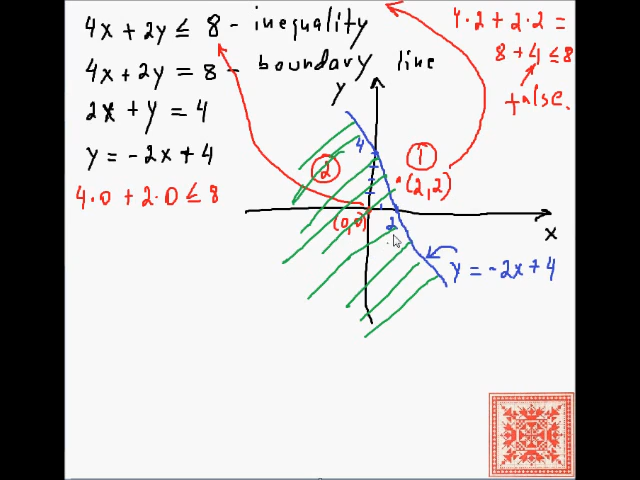 4x + 2y ≤ 8 - inequality
4x + 2y = 8 - boundary line
2x + y = 4
y = -2x + 4
4·0 + 2·0 ≤ 8
4·2 + 2·2 =
8 + 4 ≤ 8
false.
y
4
2
1
(2,2)
(0,0)
2
x
y = -2x + 4